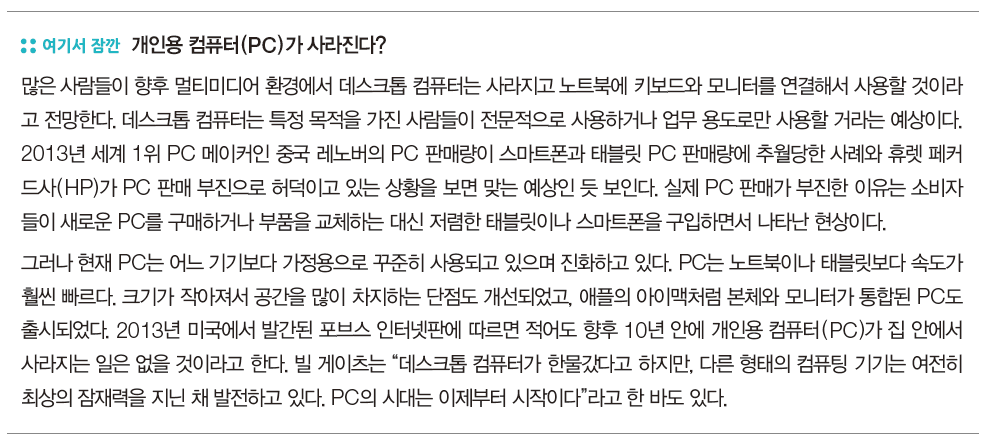 여기서 잠깐 개인용 컴퓨터(PC)가 사라진다?
많은 사람들이 향후 멀티미디어 환경에서 데스크톱 컴퓨터는 사라지고 노트북에 키보드와 모니터를 연결해서 사용할 것이라
고 전망한다. 데스크톱 컴퓨터는 특정 목적을 가진 사람들이 전문적으로 사용하거나 업무 용도로만 사용할 거라는 예상이다.
2013년 세계 1위 PC 메이커인 중국 레노버의 PC 판매량이 스마트폰과 태블릿 PC 판매량에 추월당한 사례와 휴렛 페커
드사(HP)가 PC 판매 부진으로 허덕이고 있는 상황을 보면 맞는 예상인 듯 보인다. 실제 PC 판매가 부진한 이유는 소비자
들이 새로운 PC를 구매하거나 부품을 교체하는 대신 저렴한 태블릿이나 스마트폰을 구입하면서 나타난 현상이다.
그러나 현재 PC는 어느 기기보다 가정용으로 꾸준히 사용되고 있으며 진화하고 있다. PC는 노트북이나 태블릿보다 속도가
훨씬 빠르다. 크기가 작아져서 공간을 많이 차지하는 단점도 개선되었고, 애플의 아이맥처럼 본체와 모니터가 통합된 PC도
출시되었다. 2013년 미국에서 발간된 포브스 인터넷판에 따르면 적어도 향후 10년 안에 개인용 컴퓨터(PC)가 집 안에서
사라지는 일은 없을 것이라고 한다. 빌 게이츠는 “데스크톱 컴퓨터가 한물갔다고 하지만, 다른 형태의 컴퓨팅 기기는 여전히
최상의 잠재력을 지닌 채 발전하고 있다. PC의 시대는 이제부터 시작이다”라고 한 바도 있다.